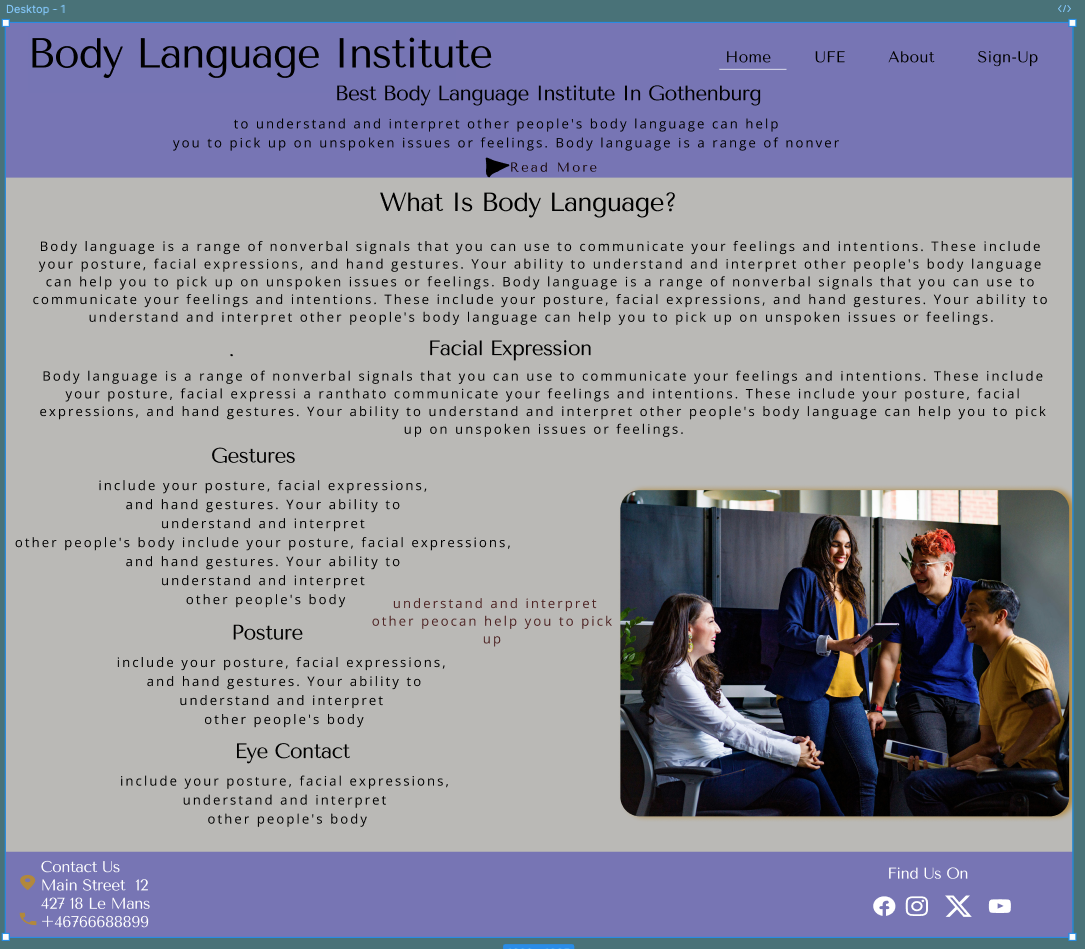 Desktop - 1
</>
Body Language Institute
Home UFE About Sign-Up
Best Body Language Institute In Gothenburg
to understand and interpret other people's body language can help
you to pick up on unspoken issues or feelings. Body language is a range of nonver
Read More
What Is Body Language?
Body language is a range of nonverbal signals that you can use to communicate your feelings and intentions. These include
your posture, facial expressions, and hand gestures. Your ability to understand and interpret other people's body language
can help you to pick up on unspoken issues or feelings. Body language is a range of nonverbal signals that you can use to
communicate your feelings and intentions. These include your posture, facial expressions, and hand gestures. Your ability to
understand and interpret other people's body language can help you to pick up on unspoken issues or feelings.
.
Facial Expression
Body language is a range of nonverbal signals that you can use to communicate your feelings and intentions. These include
your posture, facial expressi a ranthato communicate your feelings and intentions. These include your posture, facial
expressions, and hand gestures. Your ability to understand and interpret other people's body language can help you to pick
up on unspoken issues or feelings.
Gestures
include your posture, facial expressions,
and hand gestures. Your ability to
understand and interpret
other people's body include your posture, facial expressions,
and hand gestures. Your ability to
understand and interpret
other people's body
understand and interpret
other peocan help you to pick
up
Posture
include your posture, facial expressions,
and hand gestures. Your ability to
understand and interpret
other people's body
Eye Contact
include your posture, facial expressions,
understand and interpret
other people's body
Contact Us
Main Street 12
427 18 Le Mans
+46766688899
Find Us On